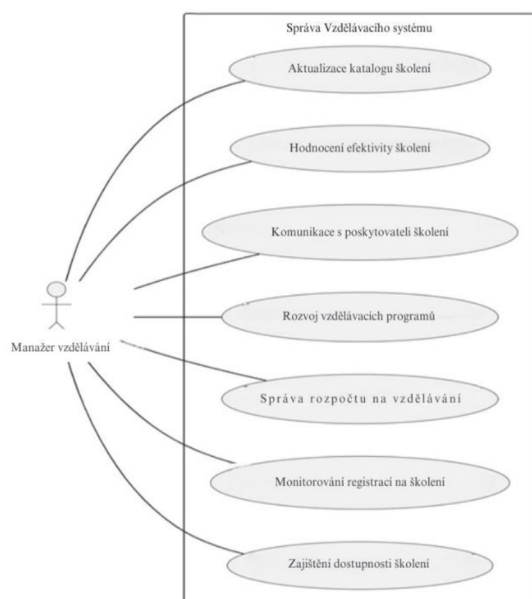 Správa Vzdělávacího systému
Aktualizace katalogu školení
Hodnocení efektivity školení
Komunikace s poskytovateli školení
Rozvoj vzdělávacích programů
Manažer vzdělávání
Správa rozpočtu na vzdělávání
Monitorování registrací na školení
Zajištění dostupnosti školení